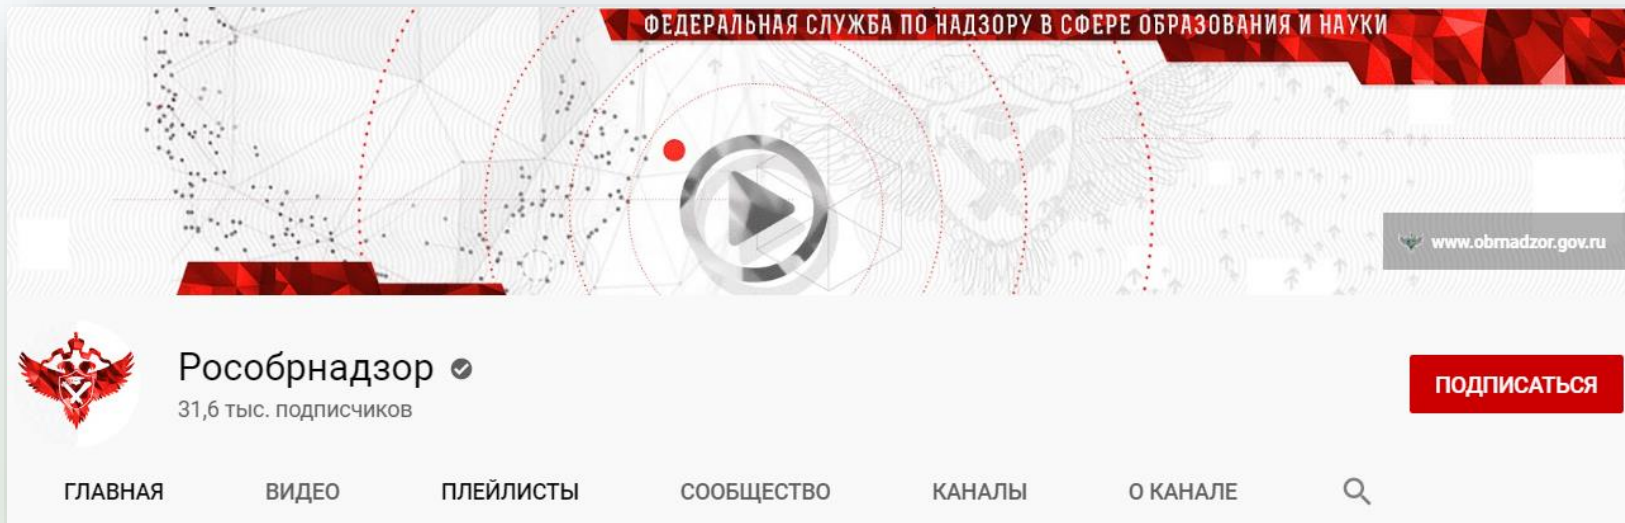 ФЕДЕРАЛЬНАЯ СЛУЖБА ПО НАДЗОРУ В СФЕРЕ ОБРАЗОВАНИЯ И НАУКИ
www.obrnadzor.gov.ru
Рособрнадзор
31,6 тыс. подписчиков
ПОДПИСАТЬСЯ
ГЛАВНАЯ ВИДЕО ПЛЕЙЛИСТЫ СООБЩЕСТВО КАНАЛЫ О КАНАЛЕ